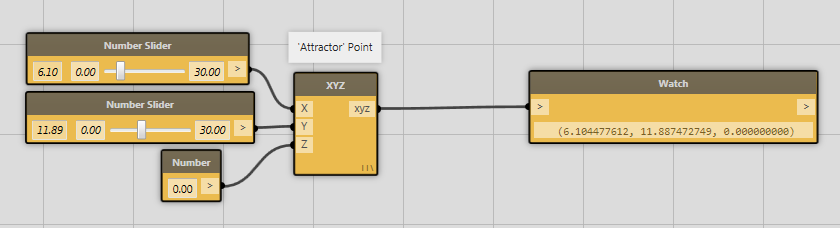 Number Slider
6.10 0.00 30.00 >
Number Slider
11.89 0.00 30.00 >
Number
0.00 >
'Attractor' Point
XYZ
X xyz
Y
Z
Watch
> >
(6.104477612, 11.887472749, 0.000000000)